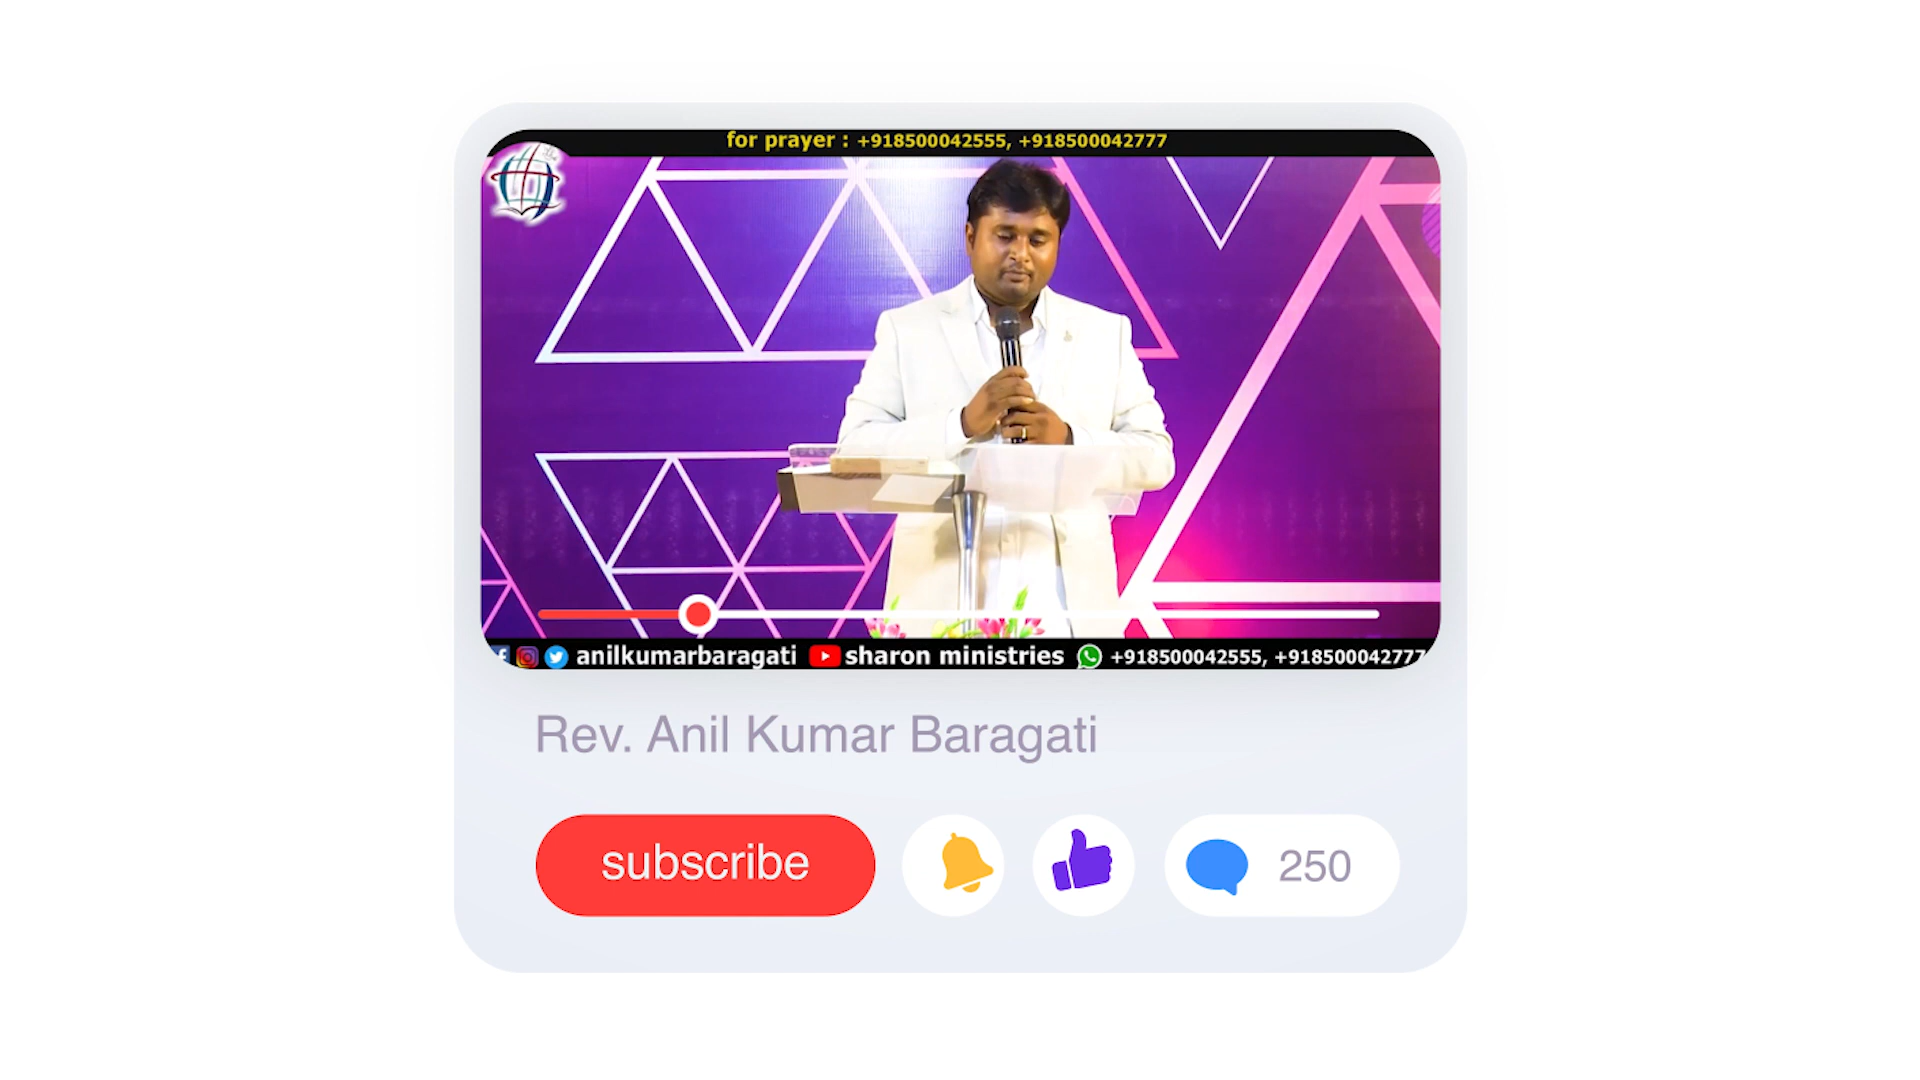 for prayer : +918500042555, +918500042777
anilkumarbaragati sharon ministries +918500042555, +918500042777
Rev. Anil Kumar Baragati
subscribe
250